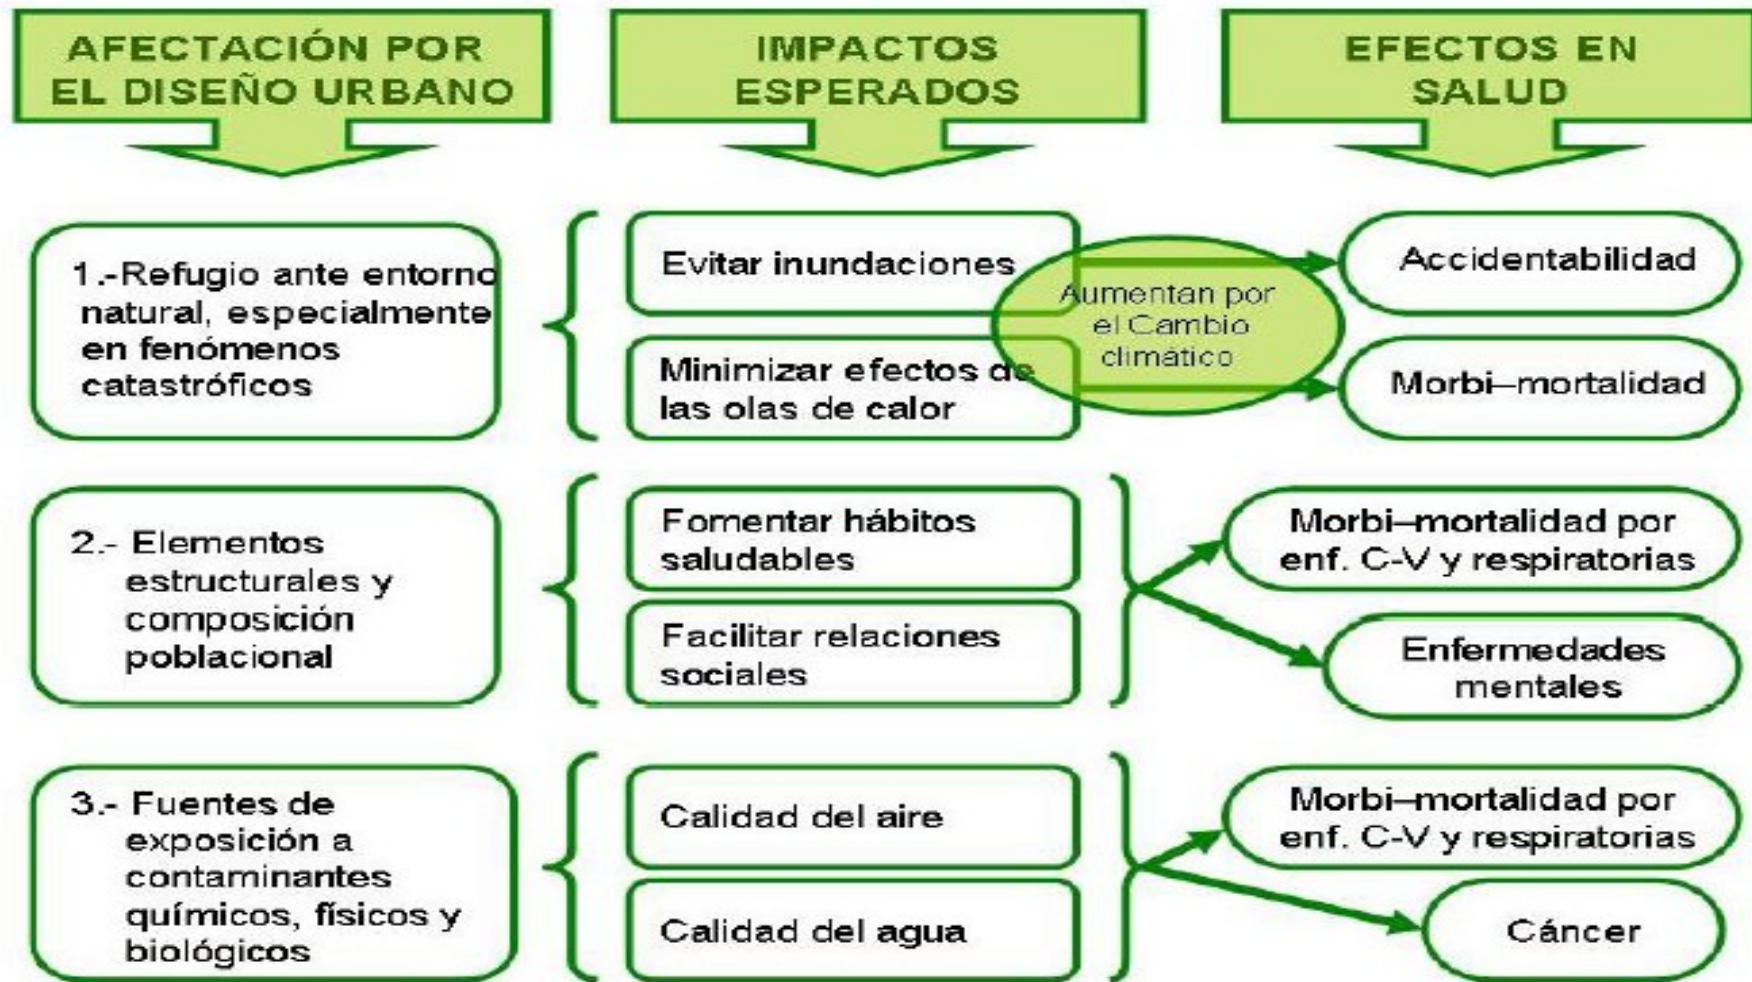 AFECTACIÓN POR
EL DISEÑO URBANO
IMPACTOS
ESPERADOS
EFECTOS EN
SALUD
1.-Refugio ante entorno
natural, especialmente
en fenómenos
catastróficos
Evitar inundaciones
Minimizar efectos de
las olas de calor
Aumentan por
el Cambio
climático
Accidentabilidad
Morbi–mortalidad
2.- Elementos
estructurales y
composición
poblacional
Fomentar hábitos
saludables
Facilitar relaciones
sociales
Morbi–mortalidad por
enf. C-V y respiratorias
Enfermedades
mentales
3.- Fuentes de
exposición a
contaminantes
químicos, físicos y
biológicos
Calidad del aire
Calidad del agua
Morbi–mortalidad por
enf. C-V y respiratorias
Cáncer